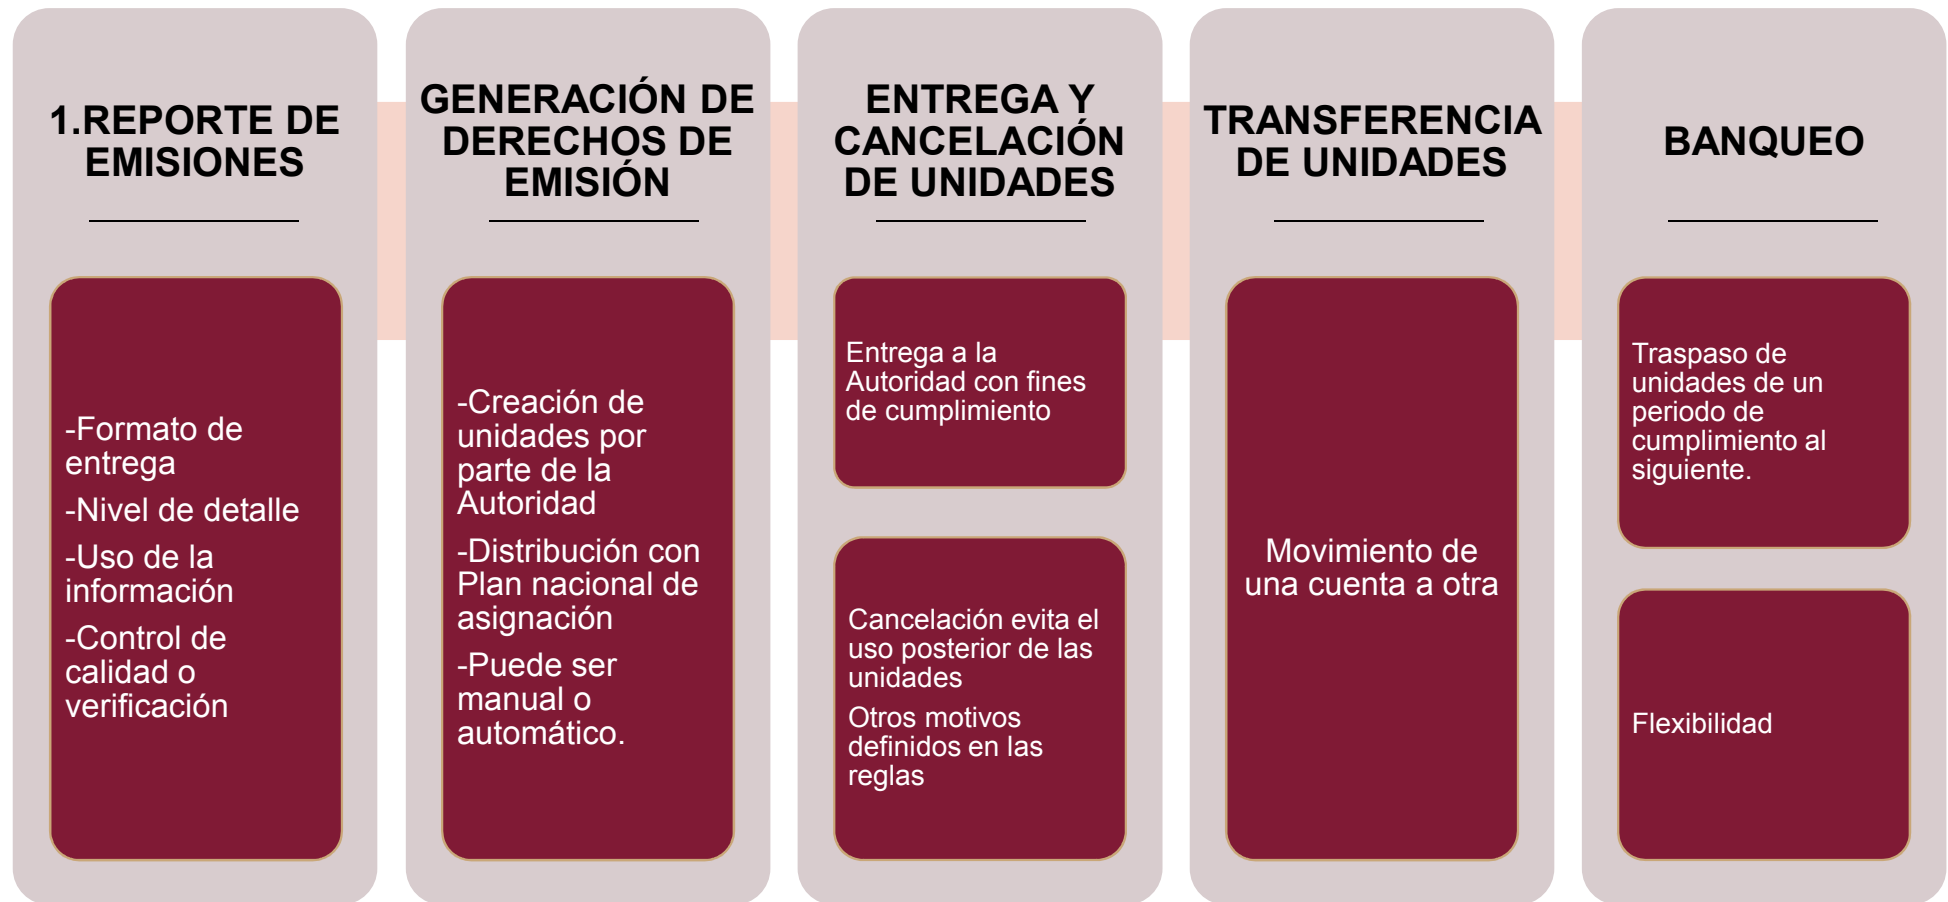 1.REPORTE DE
EMISIONES
-Formato de
entrega
-Nivel de detalle
-Uso de la
información
-Control de
calidad o
verificación
GENERACIÓN DE
DERECHOS DE
EMISIÓN
-Creación de
unidades por
parte de la
Autoridad
-Distribución con
Plan nacional de
asignación
-Puede ser
manual o
automático.
ENTREGA Y
CANCELACIÓN
DE UNIDADES
Entrega a la
Autoridad con fines
de cumplimiento
Cancelación evita el
uso posterior de las
unidades
Otros motivos
definidos en las
reglas
TRANSFERENCIA
DE UNIDADES
Movimiento de
una cuenta a otra
BANQUEO
Traspaso de
unidades de un
periodo de
cumplimiento al
siguiente.
Flexibilidad